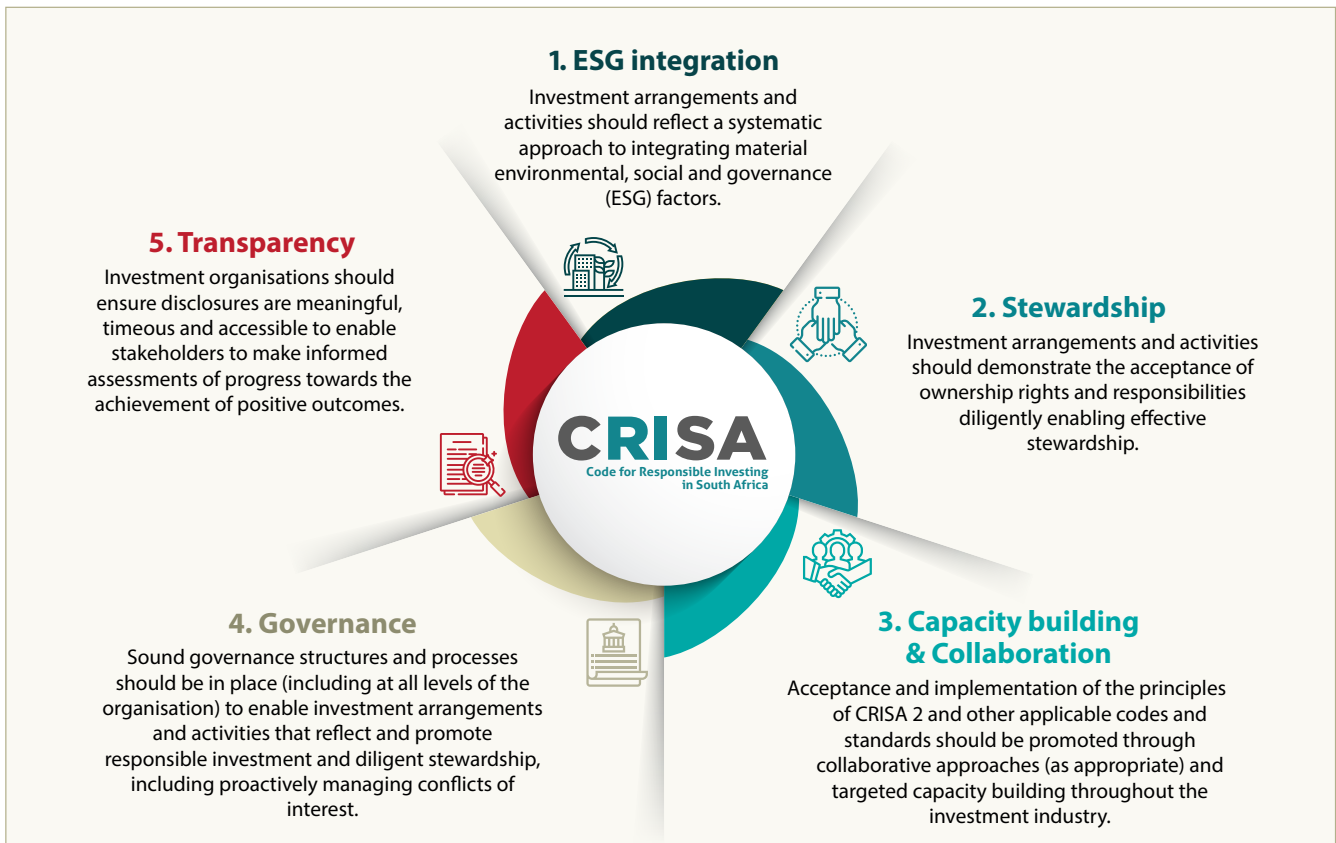 1. ESG integration
Investment arrangements and
activities should reflect a systematic
approach to integrating material
environmental, social and governance
(ESG) factors.
2. Stewardship
Investment arrangements and activities
should demonstrate the acceptance of
ownership rights and responsibilities
diligently enabling effective
stewardship.
3. Capacity building
& Collaboration
Acceptance and implementation of the principles
of CRISA 2 and other applicable codes and
standards should be promoted through
collaborative approaches (as appropriate) and
targeted capacity building throughout the
investment industry.
4. Governance
Sound governance structures and processes
should be in place (including at all levels of the
organisation) to enable investment arrangements
and activities that reflect and promote
responsible investment and diligent stewardship,
including proactively managing conflicts of
interest.
5. Transparency
Investment organisations should
ensure disclosures are meaningful,
timeous and accessible to enable
stakeholders to make informed
assessments of progress towards the
achievement of positive outcomes.
CRISA
Code for Responsible Investing
in South Africa